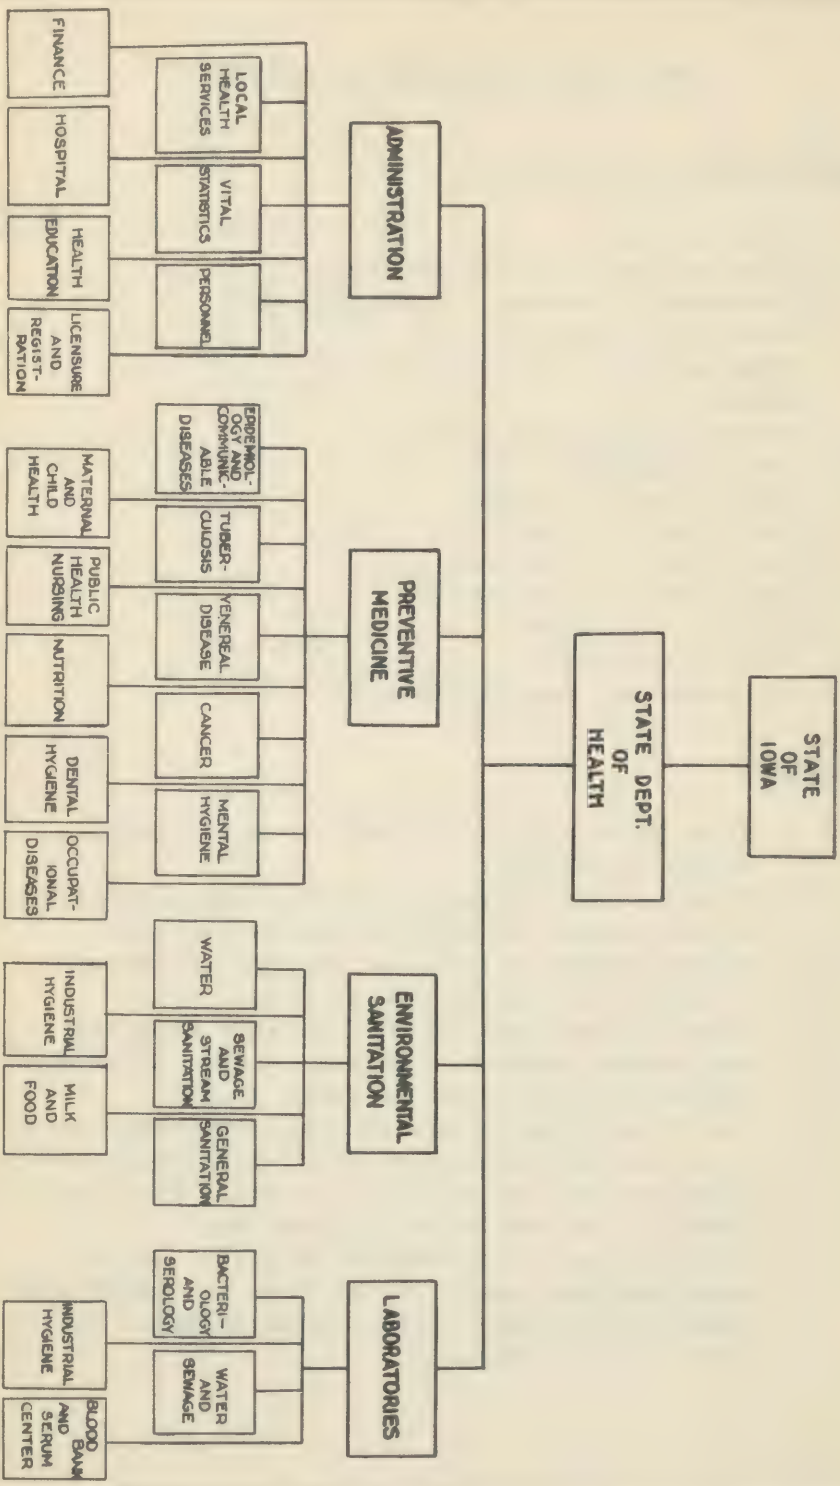 STATE
OF
IOWA
STATE DEPT.
OF
HEALTH
ADMINISTRATION
PREVENTIVE
MEDICINE
ENVIRONMENTAL
SANITATION
LABORATORIES
LOCAL
HEALTH
SERVICES
VITAL
STATISTICS
PERSONNEL
EPIDEMIOL-
OGY AND
COMMUNIC-
ABLE
DISEASES
TUBER-
CULOSIS
VENEREAL
DISEASE
CANCER
MENTAL
HYGIENE
WATER
SEWAGE
AND
STREAM
SANITATION
GENERAL
SANITATION
BACTERI-
OLOGY
AND
SEROLOGY
WATER
AND
SEWAGE
FINANCE
HOSPITAL
HEALTH
EDUCATION
LICENSURE
AND
REGIST-
RATION
MATERNAL
AND
CHILD
HEALTH
PUBLIC
HEALTH
NURSING
NUTRITION
DENTAL
HYGIENE
OCCUPAT-
IONAL
DISEASES
INDUSTRIAL
HYGIENE
MILK
AND
FOOD
INDUSTRIAL
HYGIENE
BLOOD BANK
AND
SERUM
CENTER